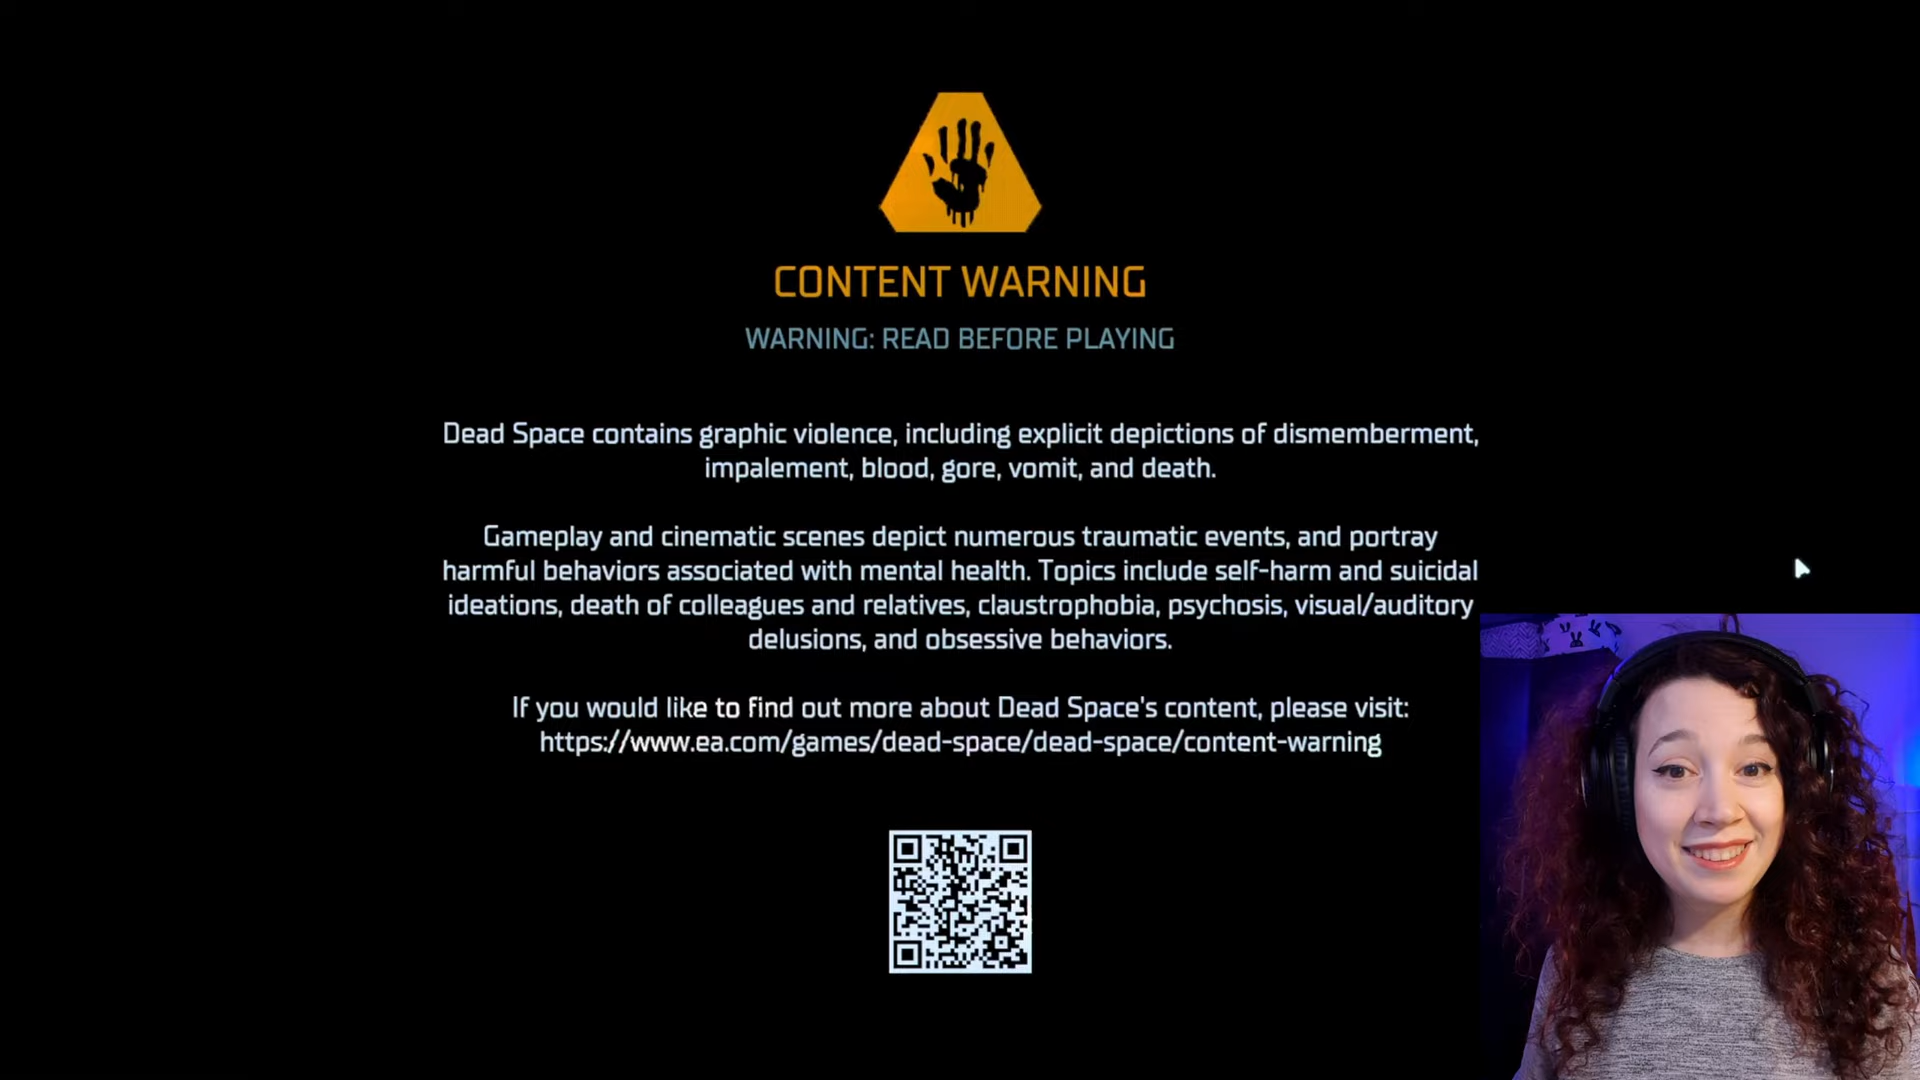 CONTENT WARNING
WARNING: READ BEFORE PLAYING
Dead Space contains graphic violence, including explicit depictions of dismemberment,
impalement, blood, gore, vomit, and death.
Gameplay and cinematic scenes depict numerous traumatic events, and portray
harmful behaviors associated with mental health. Topics include self-harm and suicidal
ideations, death of colleagues and relatives, claustrophobia, psychosis, visual/auditory
delusions, and obsessive behaviors.
If you would like to find out more about Dead Space's content, please visit:
https://www.ea.com/games/dead-space/dead-space/content-warning